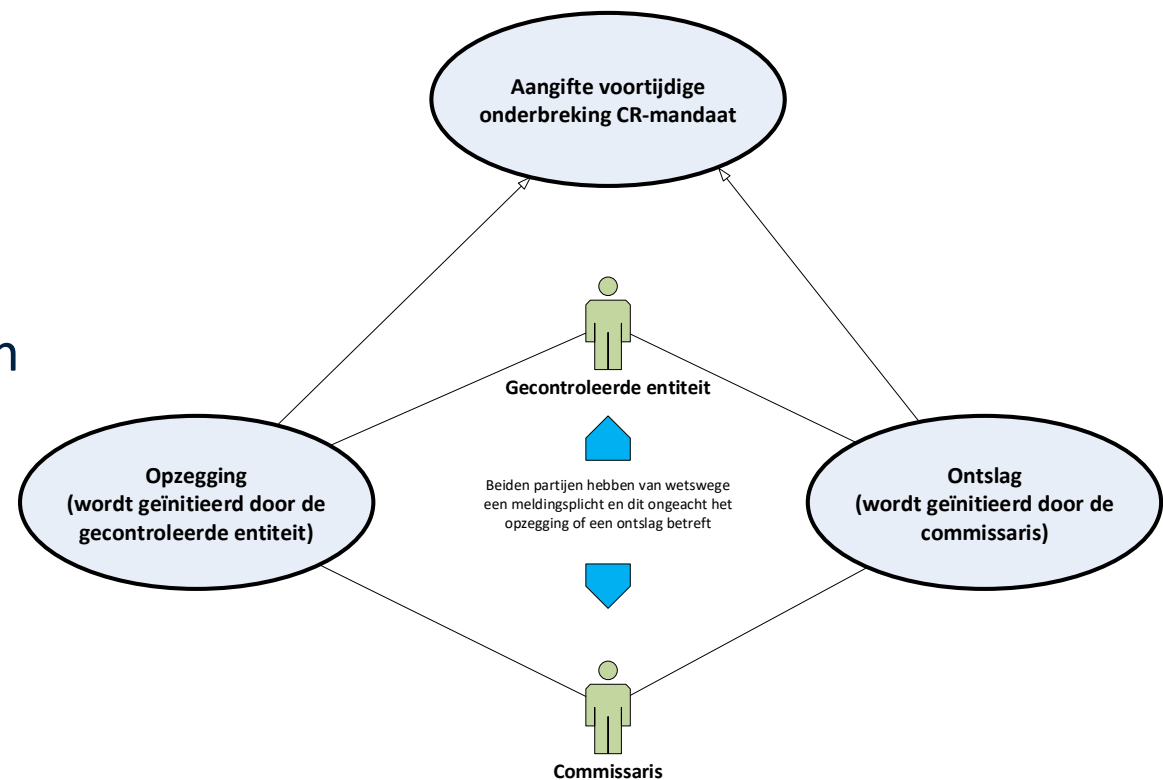 Aangifte voortijdige
onderbreking CR-mandaat
n
Gecontroleerde entiteit
Opzegging
(wordt geïnitieerd door de
gecontroleerde entiteit)
Beiden partijen hebben van wetswege
een meldingsplicht en dit ongeacht het
opzegging of een ontslag betreft
Ontslag
(wordt geïnitieerd door de
commissaris)
Commissaris